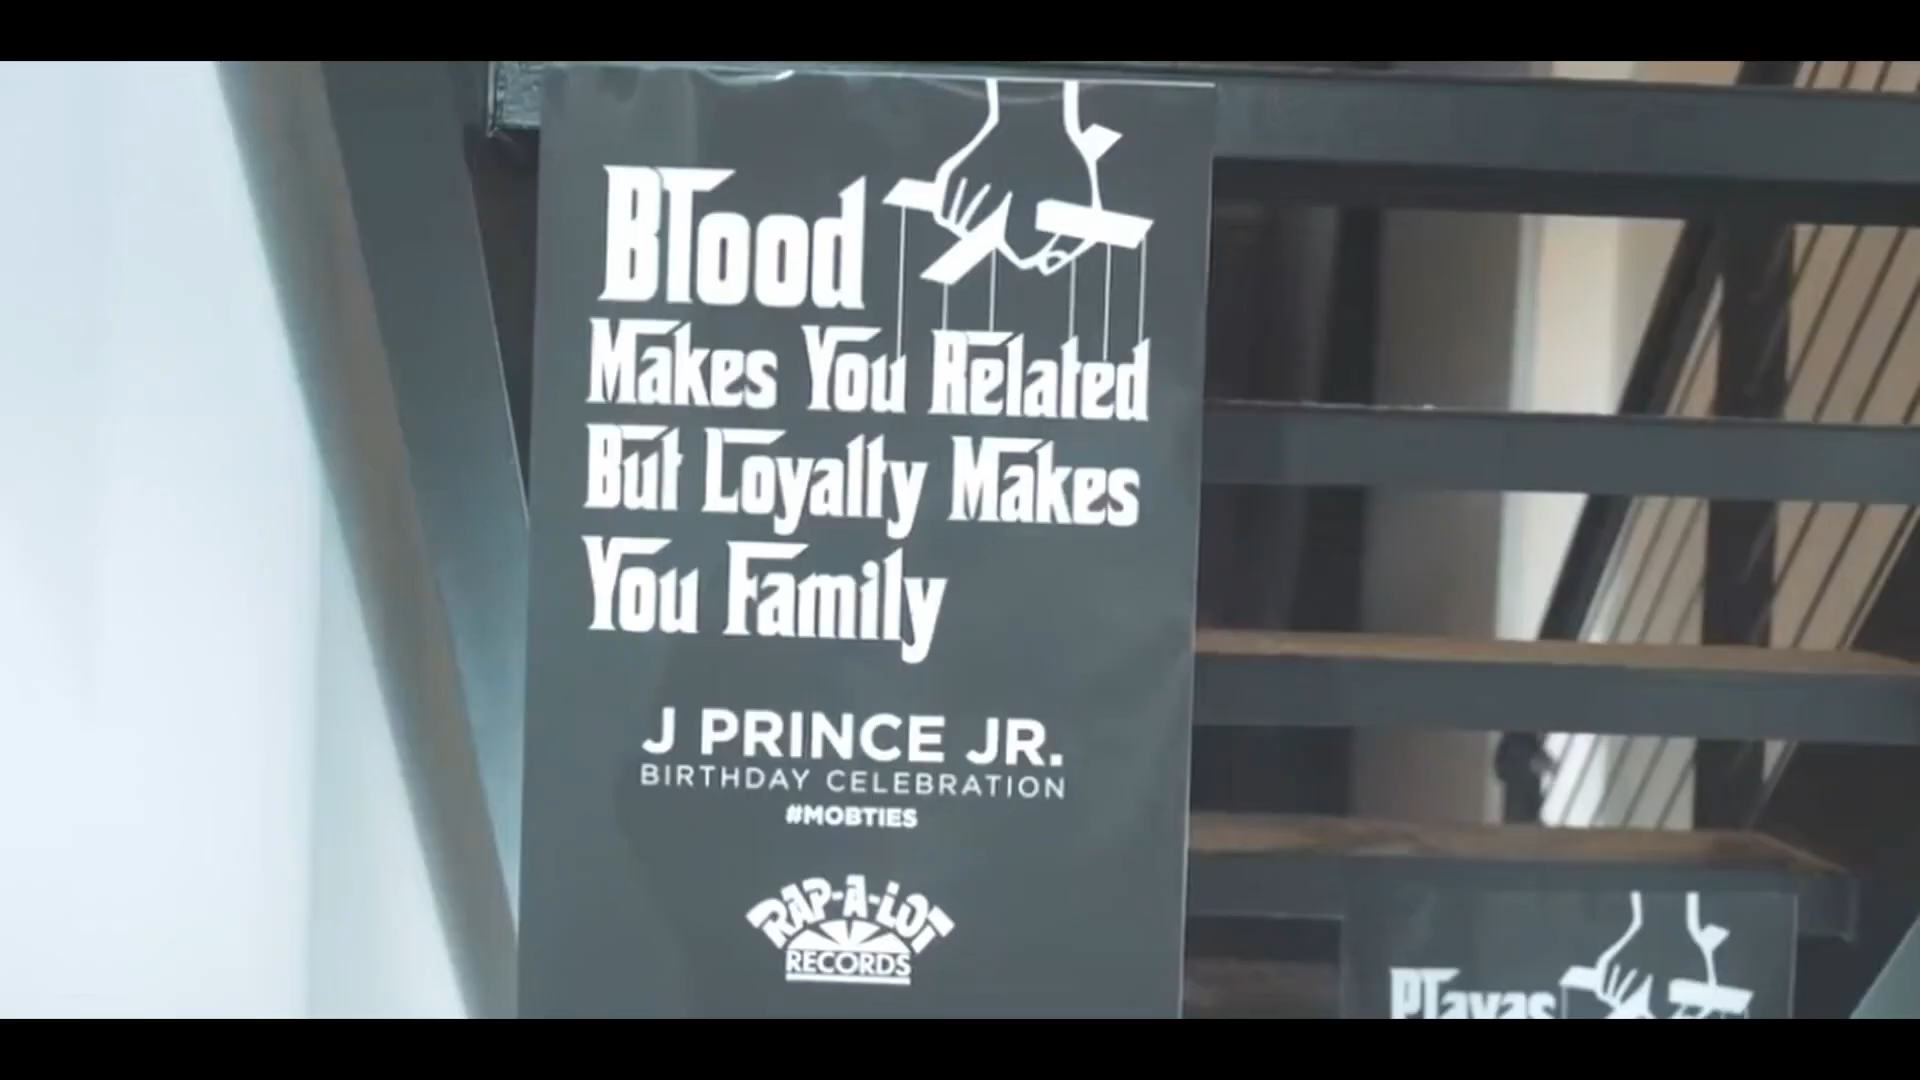 Blood
Makes You Related
But Loyalty Makes
You Family
J PRINCE JR.
BIRTHDAY CELEBRATION
#MOBTIES
RAP-A-LOT
RECORDS
Playas